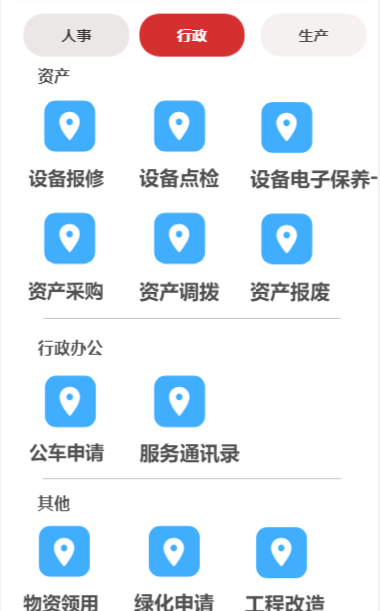 人事 行政 生产
资产
设备报修 设备点检 设备电子保养-
资产采购 资产调拨 资产报废
行政办公
公车申请 服务通讯录
其他
物资领用 绿化申请 工程改造